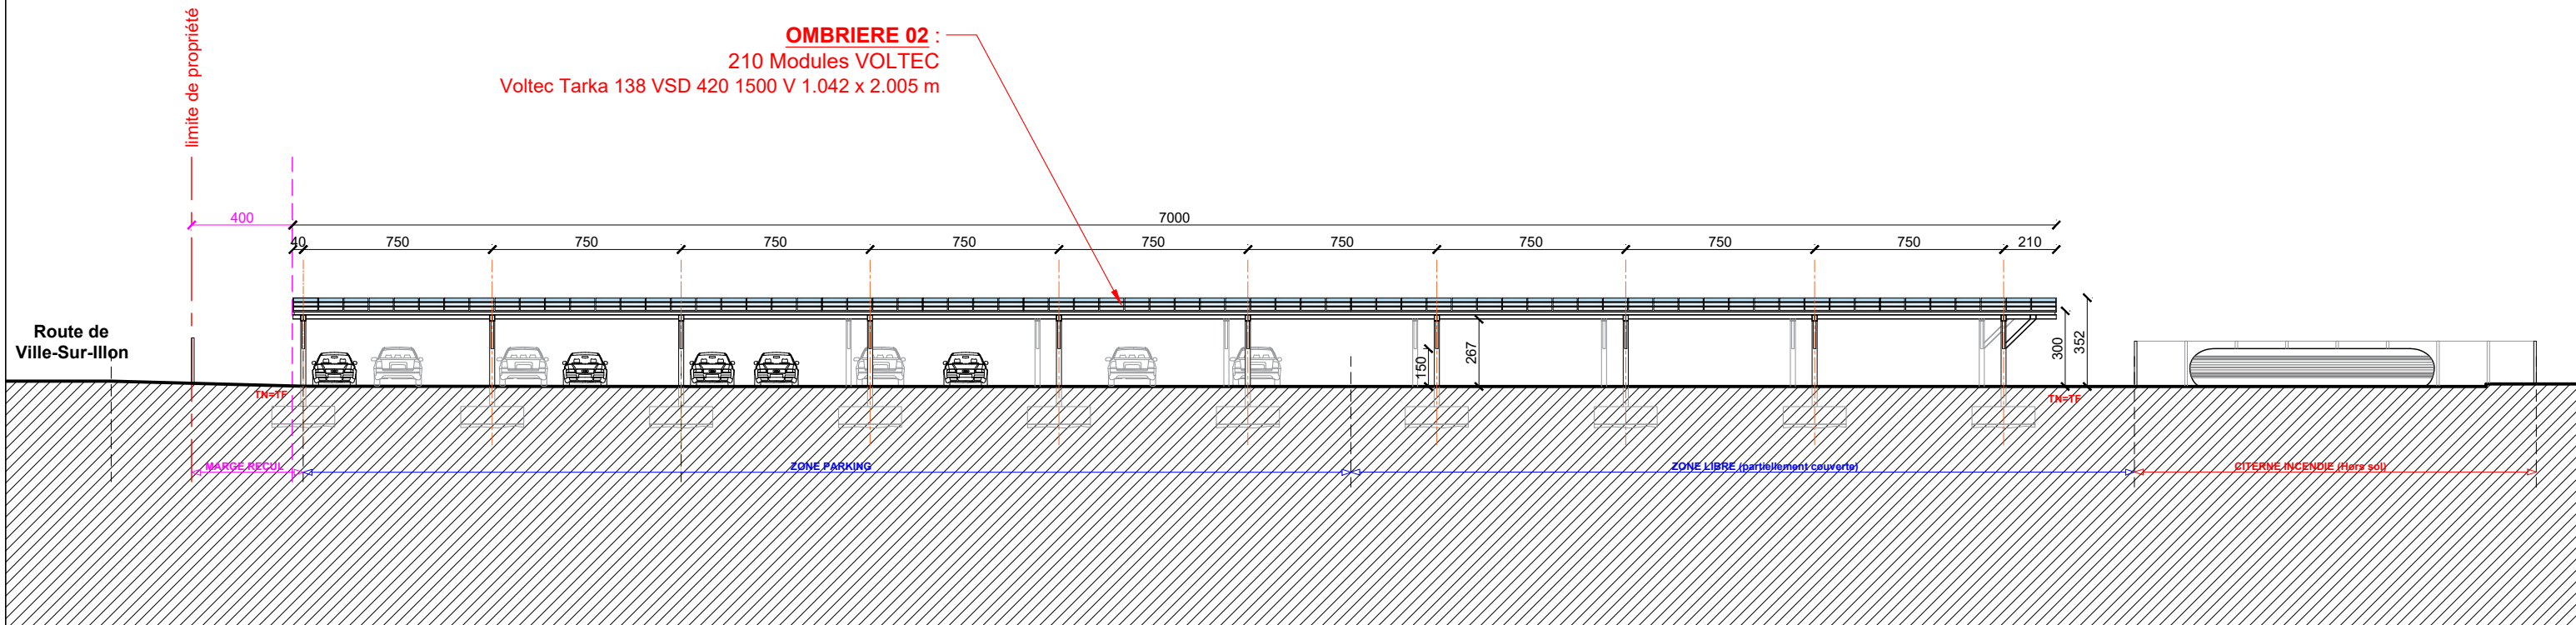 limite de propriété
OMBRIERE 02 :
210 Modules VOLTEC
Voltec Tarka 138 VSD 420 1500 V 1.042 x 2.005 m
400
7000
40
750
750
750
750
750
750
750
750
750
210
Route de
Ville-Sur-Illon
150
267
300
352
TN=TF
TN=TF
MARGE RECUL
ZONE PARKING
ZONE LIBRE (partiellement couverte)
CITERNE INCENDIE (Hors sol)